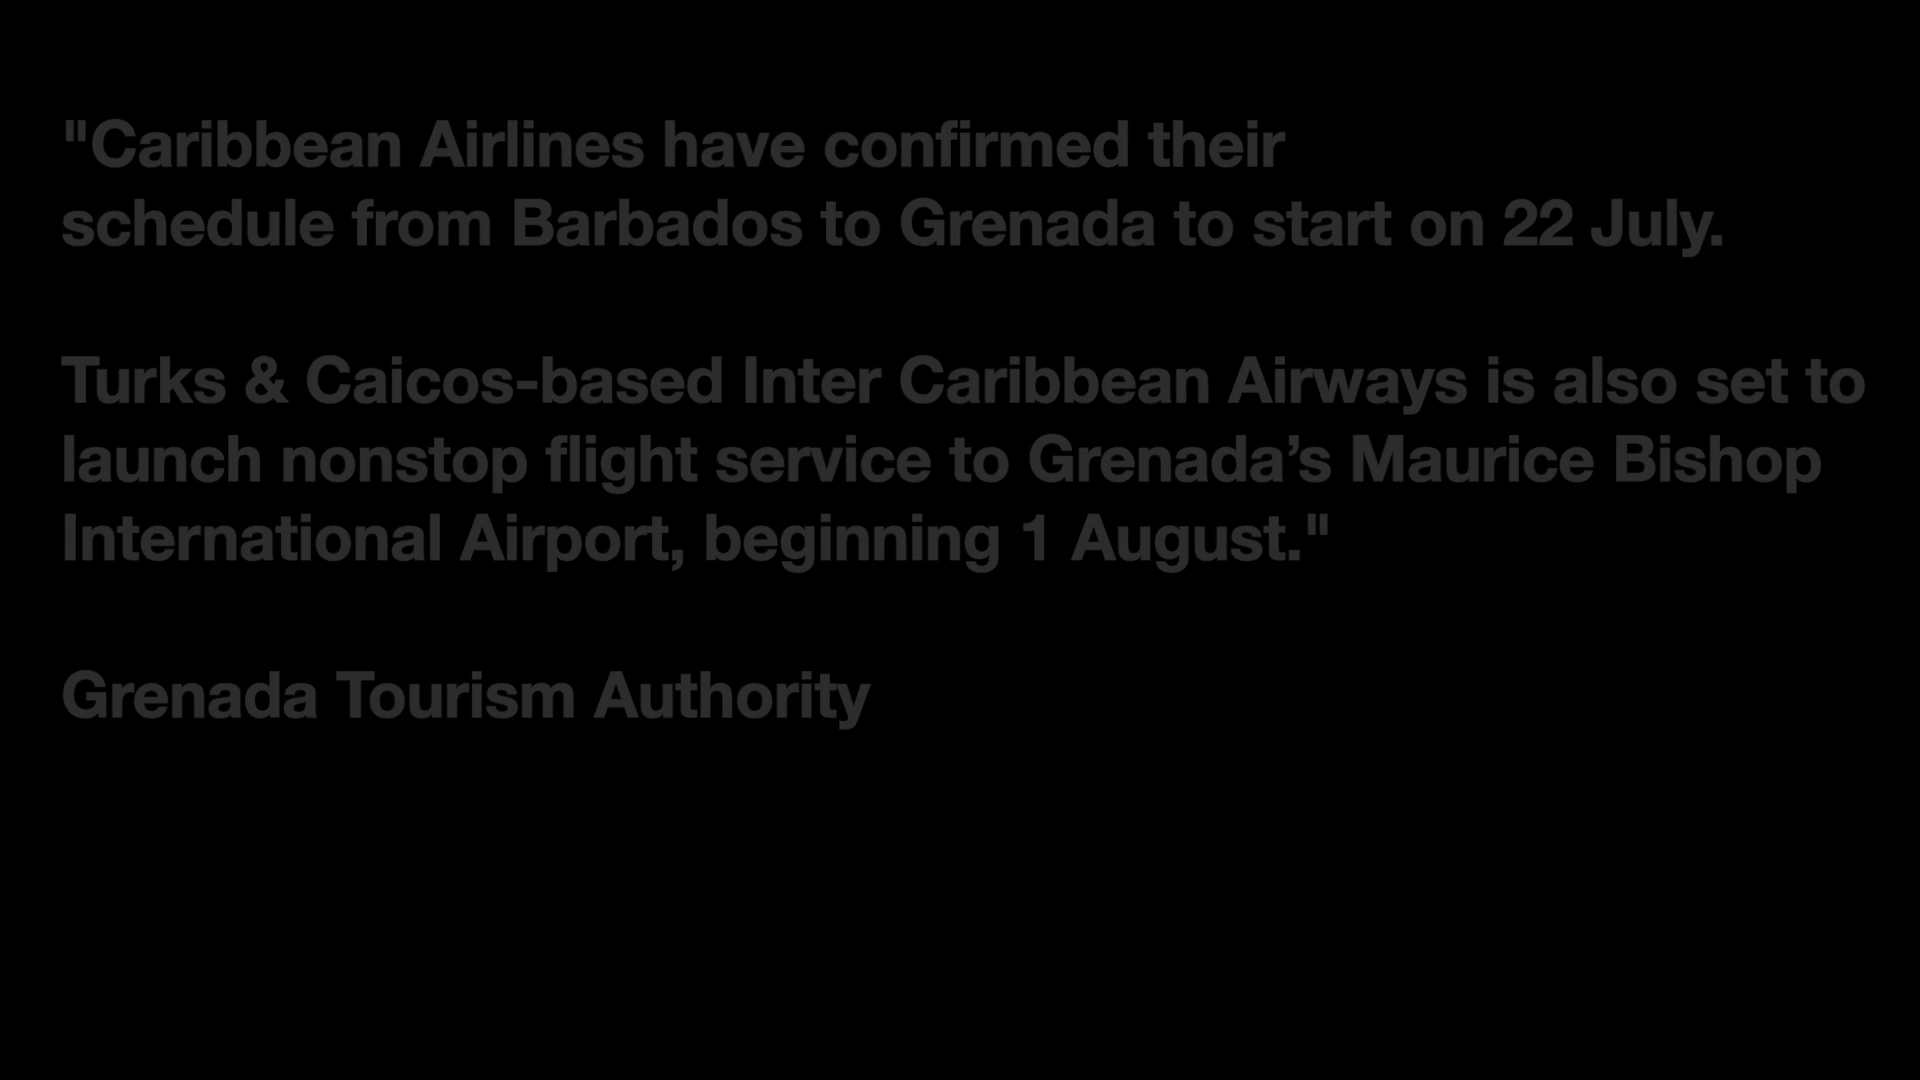 "Caribbean Airlines have confirmed their
schedule from Barbados to Grenada to start on 22 July.
Turks & Caicos-based Inter Caribbean Airways is also set to
launch nonstop flight service to Grenada’s Maurice Bishop
International Airport, beginning 1 August."
Grenada Tourism Authority